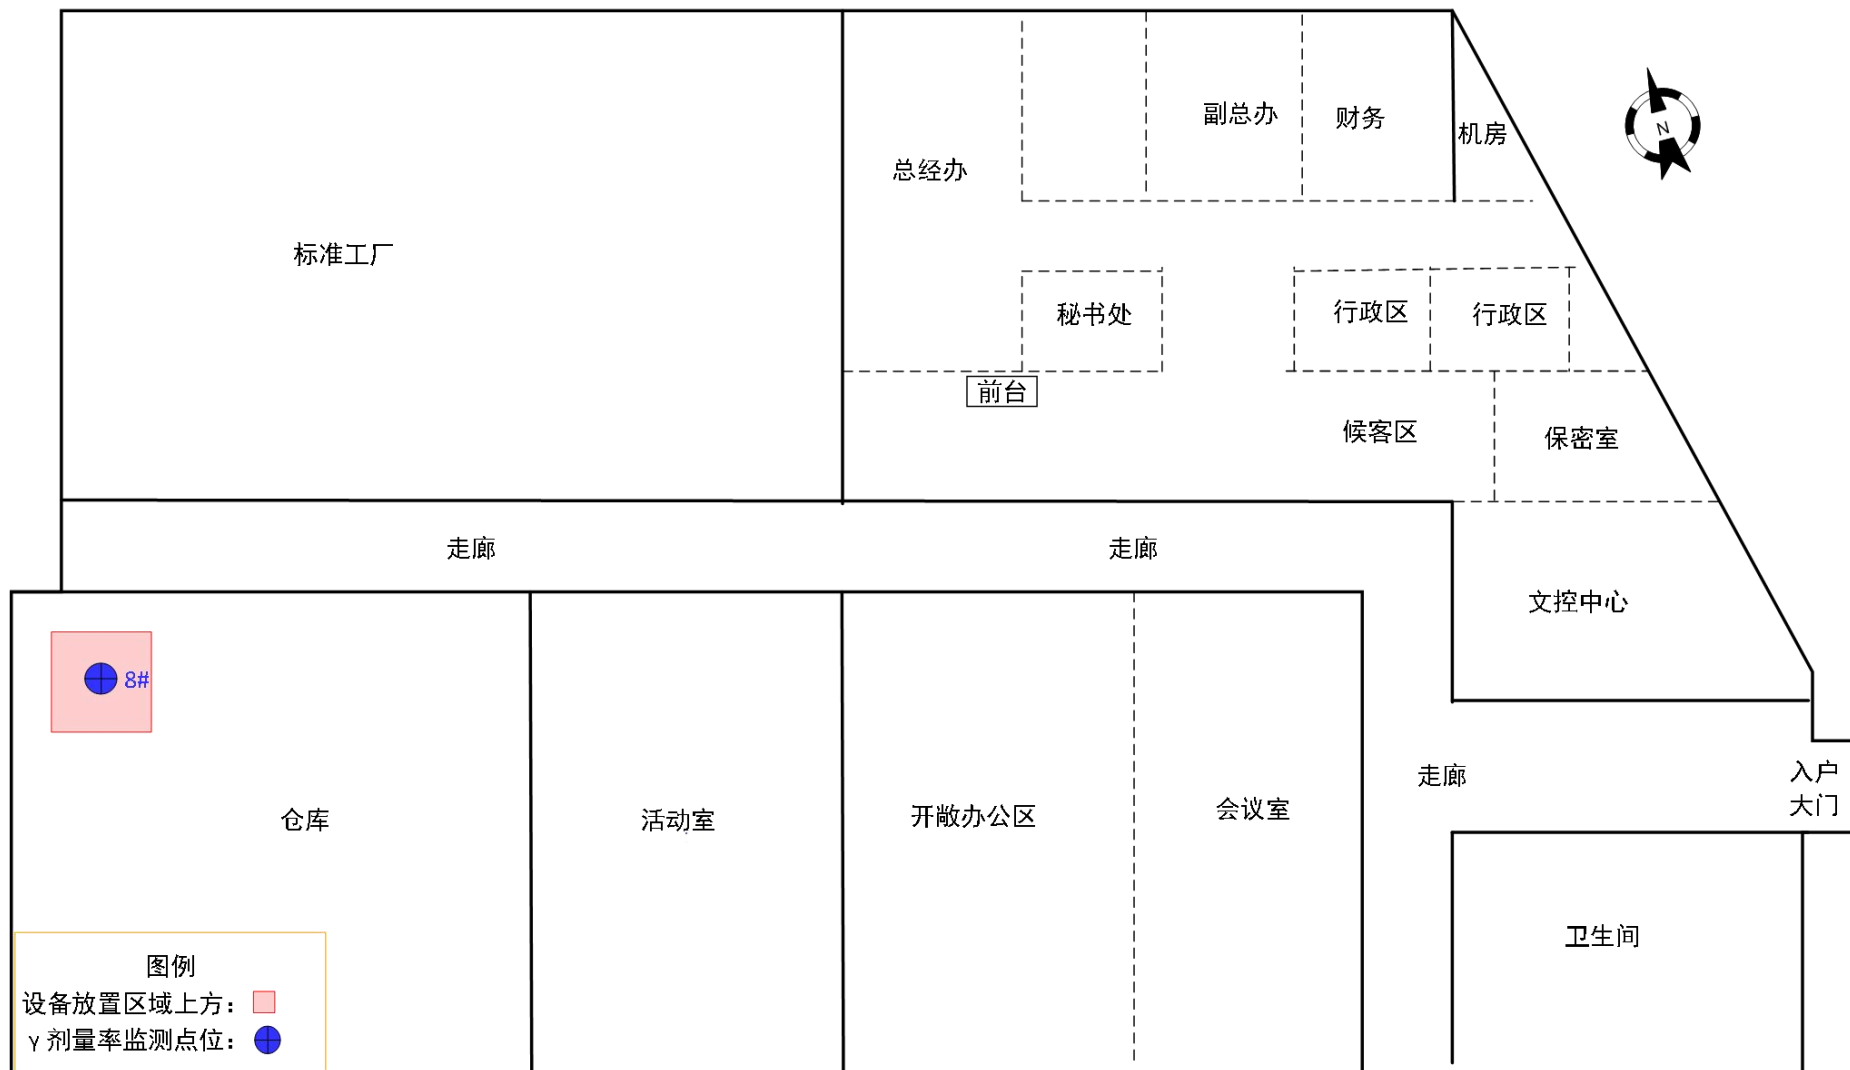 副总办
财务
机房
N
总经办
标准工厂
秘书处
行政区
行政区
前台
候客区
保密室
走廊
走廊
文控中心
8#
走廊
入户
大门
仓库
活动室
开敞办公区
会议室
卫生间
图例
设备放置区域上方：
γ 剂量率监测点位：